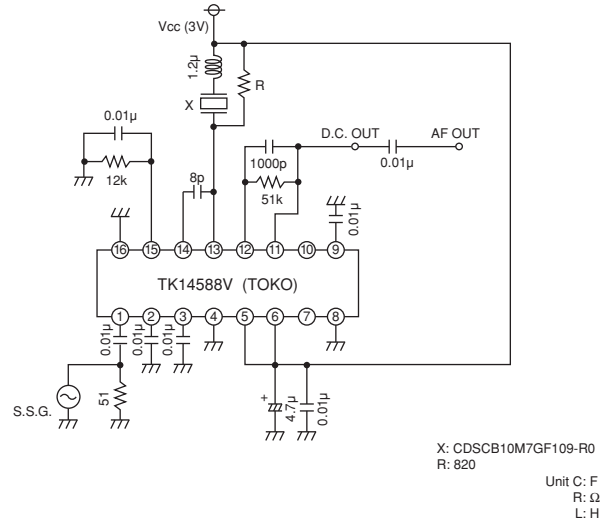 Vcc (3V)
1.2μ
R
X
0.01μ
12k
8p
1000p
51k
D.C. OUT
AF OUT
0.01μ
0.01μ
16 15 14 13 12 11 10 9
TK14588V (TOKO)
1 2 3 4 5 6 7 8
0.01μ
0.01μ
0.01μ
S.S.G.
51
+
4.7μ
0.01μ
X: CDSCB10M7GF109-R0
R: 820
Unit C: F
R: Ω
L: H